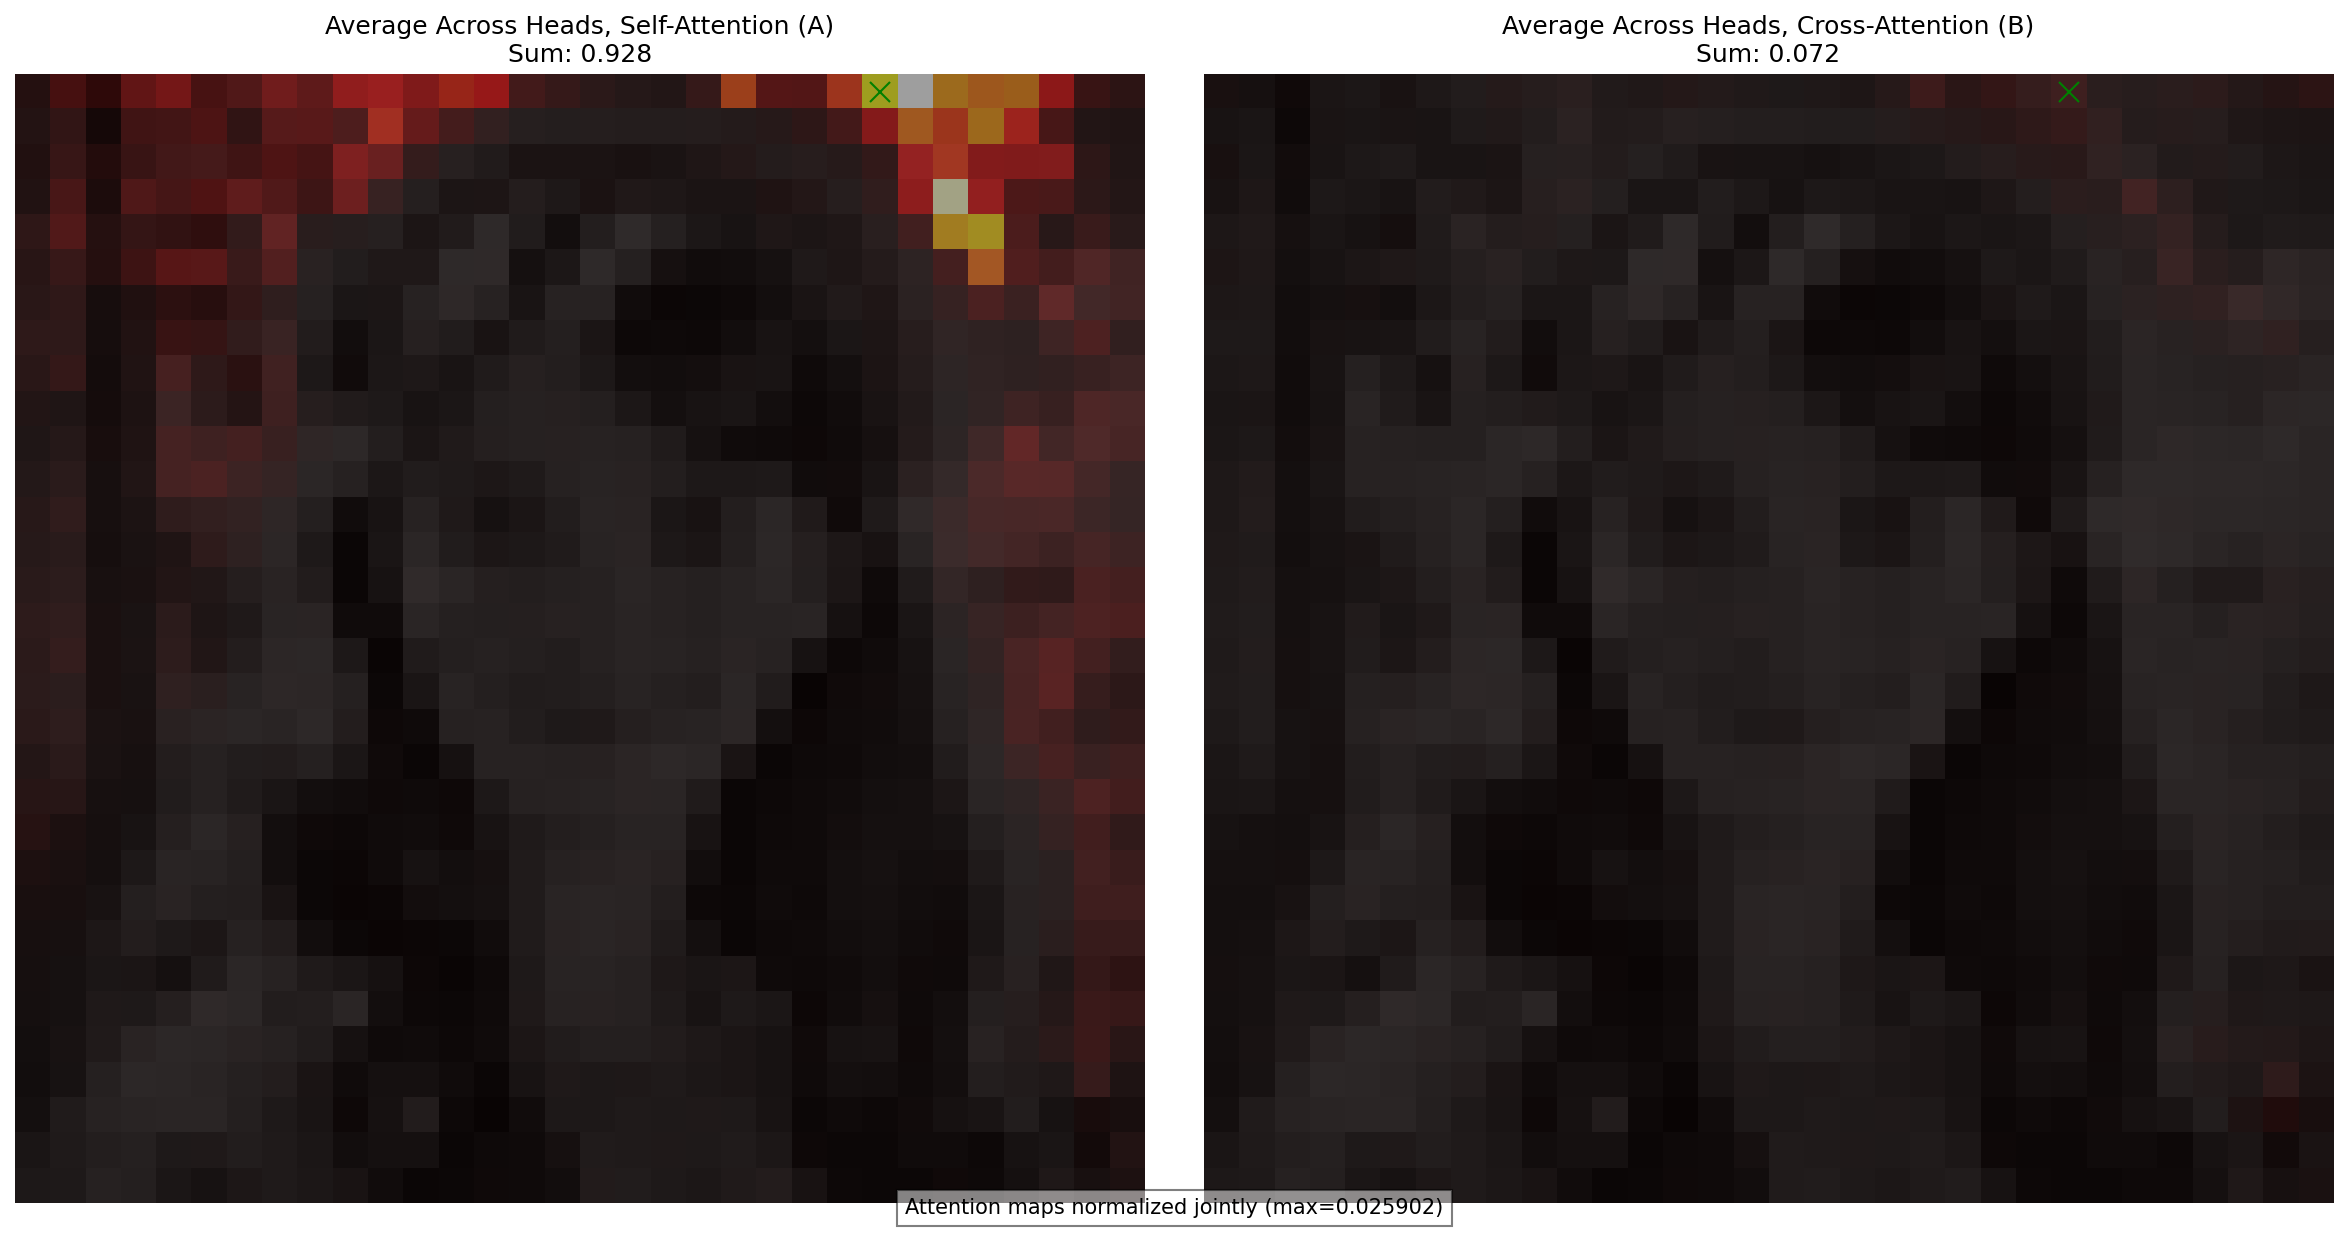 Average Across Heads, Self-Attention (A)
Sum: 0.928
Average Across Heads, Cross-Attention (B)
Sum: 0.072
Attention maps normalized jointly (max=0.025902)